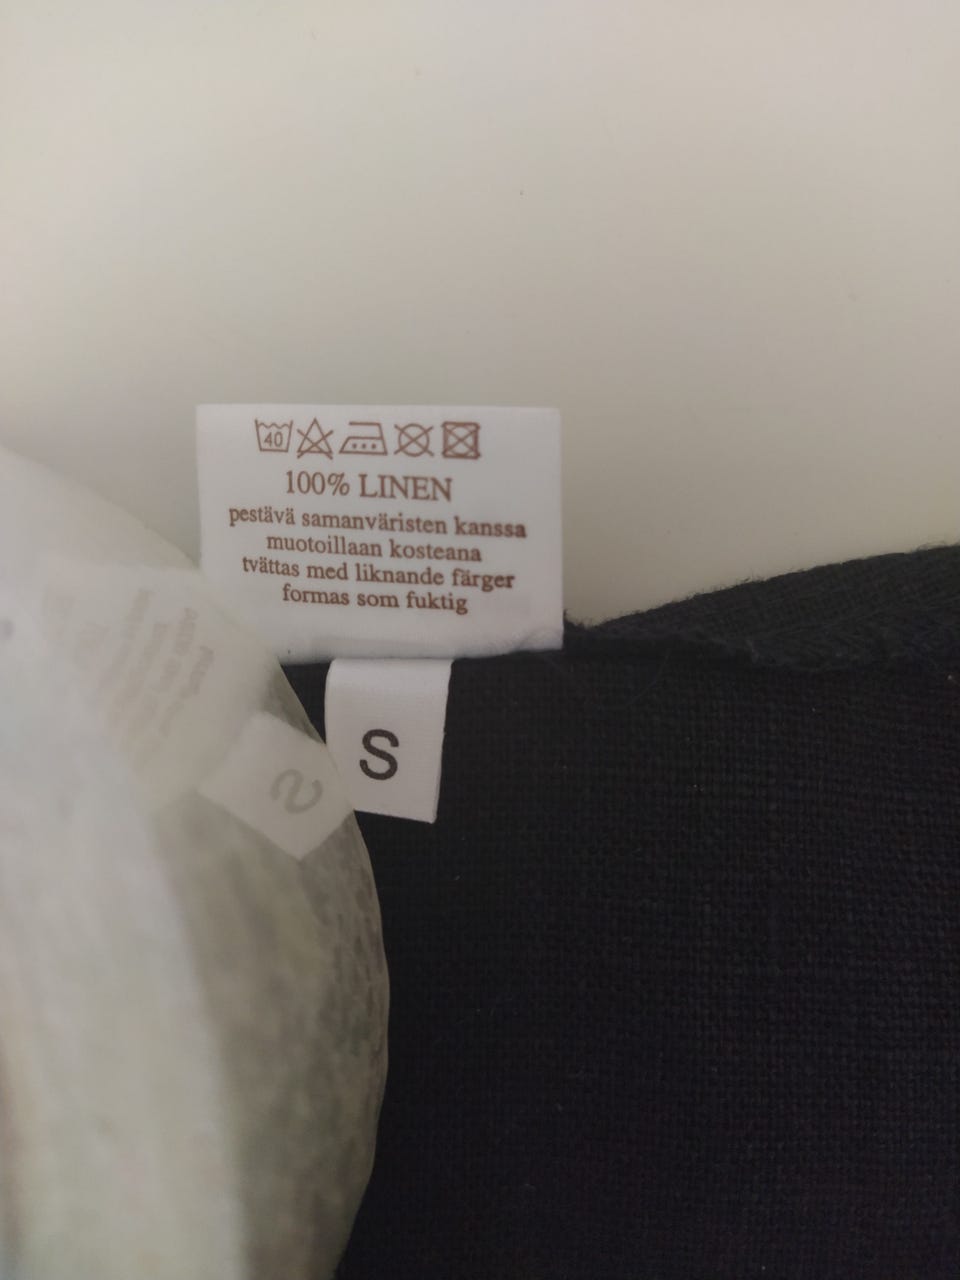 40
100% LINEN
pestävä samanväristen kanssa
muotoillaan kosteana
tvättas med liknande färger
formas som fuktig
S